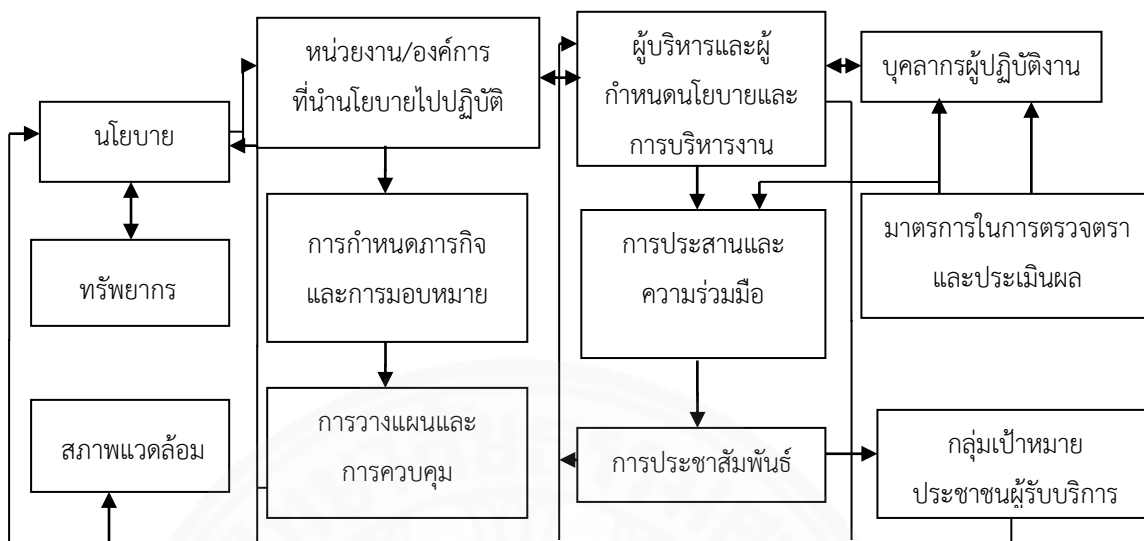 หน่วยงาน/องค์การ
ที่นำนโยบายไปปฏิบัติ
ผู้บริหารและผู้
กำหนดนโยบายและ
การบริหารงาน
บุคลากรผู้ปฏิบัติงาน
นโยบาย
ทรัพยากร
การกำหนดภารกิจ
และการมอบหมาย
การประสานและ
ความร่วมมือ
มาตรการในการตรวจตรา
และประเมินผล
สภาพแวดล้อม
การวางแผนและ
การควบคุม
การประชาสัมพันธ์
กลุ่มเป้าหมาย
ประชาชนผู้รับบริการ